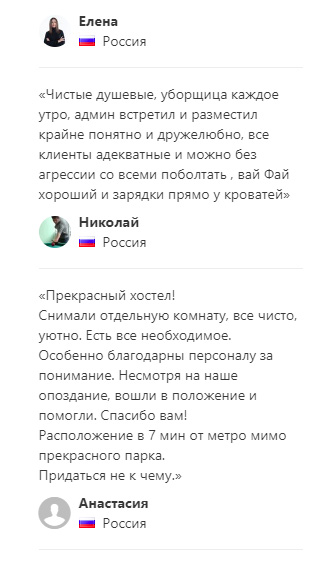 Елена
Россия
«Чистые душевые, уборщица каждое
утро, админ встретил и разместил
крайне понятно и дружелюбно, все
клиенты адекватные и можно без
агрессии со всеми поболтать , вай Фай
хороший и зарядки прямо у кроватей»
Николай
Россия
«Прекрасный хостел!
Снимали отдельную комнату, все чисто,
уютно. Есть все необходимое.
Особенно благодарны персоналу за
понимание. Несмотря на наше
опоздание, вошли в положение и
помогли. Спасибо вам!
Расположение в 7 мин от метро мимо
прекрасного парка.
Придаться не к чему.»
Анастасия
Россия